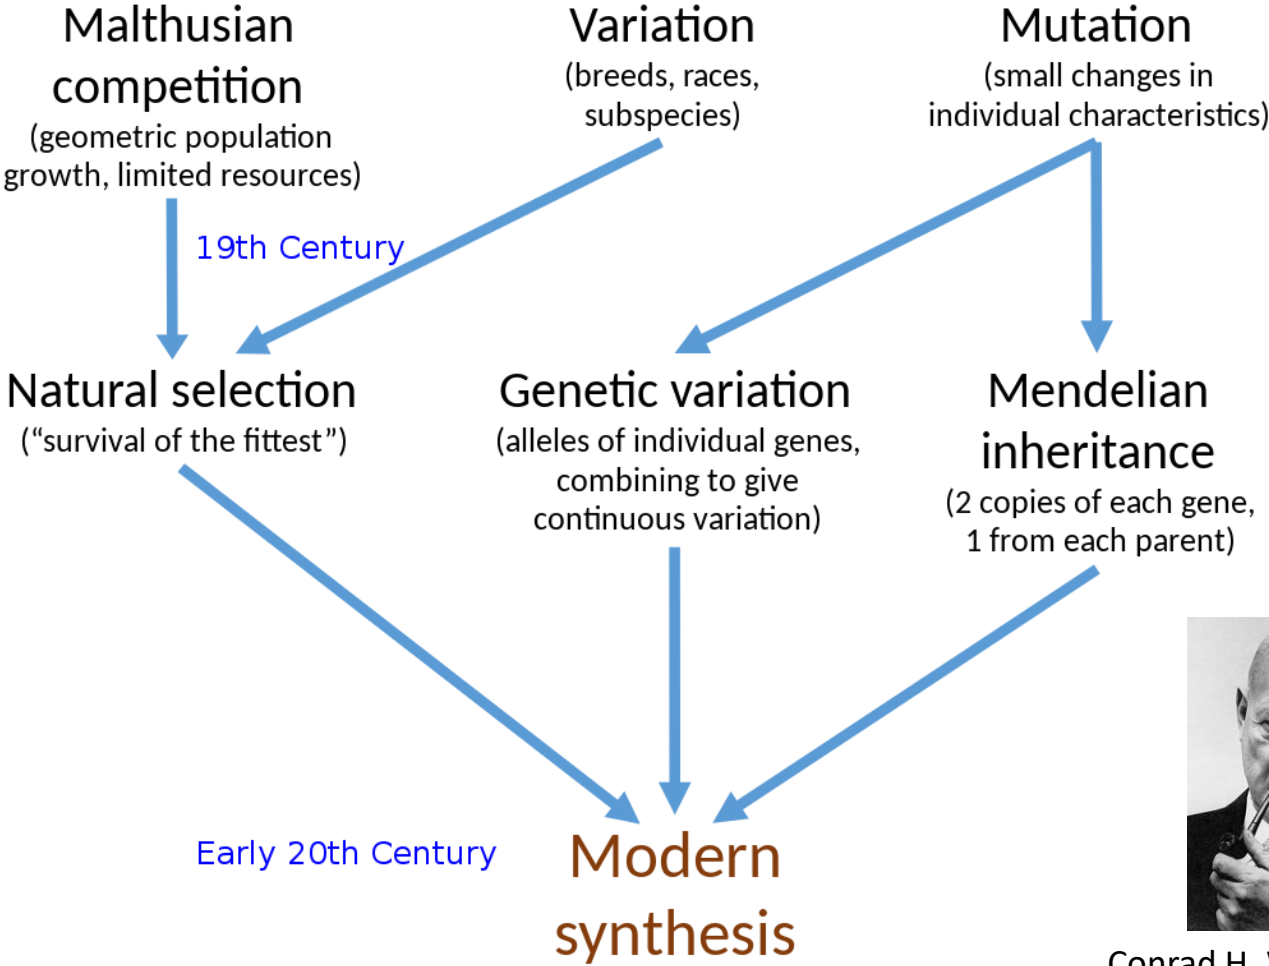 Malthusian
competition
(geometric population
growth, limited resources)
Variation
(breeds, races,
subspecies)
Mutation
(small changes in
individual characteristics)
19th Century
Natural selection
(“survival of the fittest”)
Genetic variation
(alleles of individual genes,
combining to give
continuous variation)
Mendelian
inheritance
(2 copies of each gene,
1 from each parent)
Early 20th Century
Modern
synthesis
Conrad H.